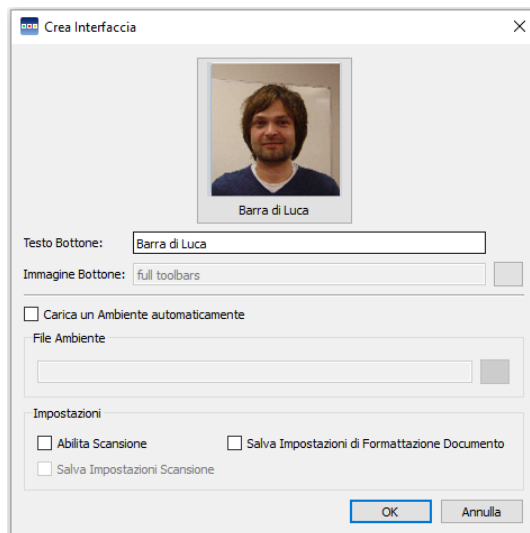 Crea Interfaccia
Barra di Luca
Testo Bottone: Barra di Luca
Immagine Bottone: full toolbars
Carica un Ambiente automaticamente
File Ambiente
Impostazioni
Abilita Scansione Salva Impostazioni di Formattazione Documento
Salva Impostazioni Scansione
OK Annulla